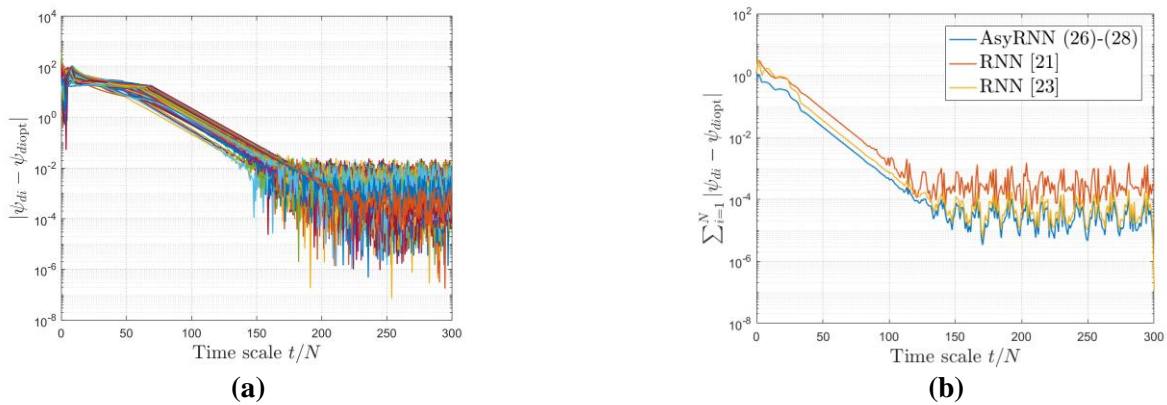 10^4
10^2
10^0
10^-2
10^-4
10^-6
10^-8
|ψ_di − ψ_diopt|
0 50 100 150 200 250 300
Time scale t/N
(a)
10^2
10^0
10^-2
10^-4
10^-6
10^-8
∑_{i=1}^N |ψ_di − ψ_diopt|
AsyRNN (26)-(28)
RNN [21]
RNN [23]
0 50 100 150 200 250 300
Time scale t/N
(b)